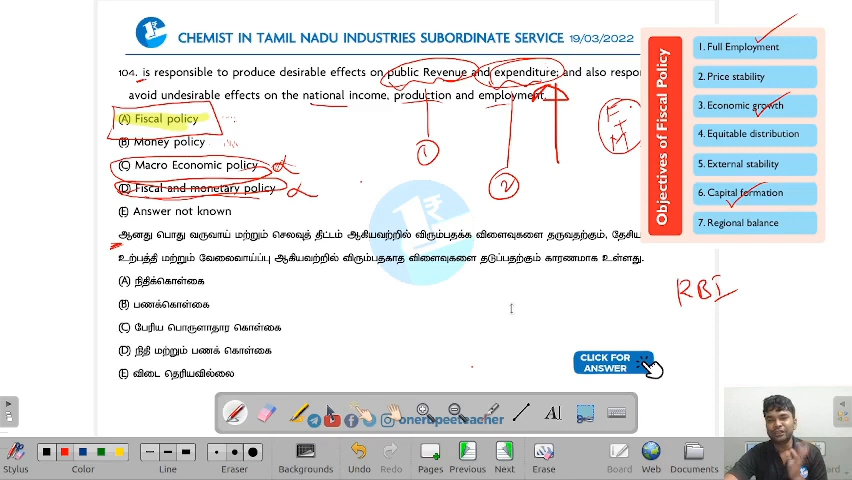 CHEMIST IN TAMIL NADU INDUSTRIES SUBORDINATE SERVICE 19/03/2022
104. is responsible to produce desirable effects on public Revenue and expenditure; and also respon
avoid undesirable effects on the national income, production and employment.
(A) Fiscal policy
(B) Money policy
(C) Macro Economic policy
(D) Fiscal and monetary policy
(E) Answer not known
ஆனது பொது வருவாய் மற்றும் செலவுத் திட்டம் ஆகியவற்றில் விரும்பதக்க விளைவுகளை தருவதற்கும், தேசிய
உற்பத்தி மற்றும் வேலைவாய்ப்பு ஆகியவற்றில் விரும்பதகாத விளைவுகளை தடுப்பதற்கும் காரணமாக உள்ளது.
(A) நிதிக்கொள்கை
(B) பணக்கொள்கை
(C) பேரிய பொருளாதார கொள்கை
(D) நிதி மற்றும் பணக் கொள்கை
(E) விடை தெரியவில்லை
1
2
F
+
M
Objectives of Fiscal Policy
1. Full Employment
2. Price stability
3. Economic growth
4. Equitable distribution
5. External stability
6. Capital formation
7. Regional balance
RBI
CLICK FOR
ANSWER
onerupeeteacher
Stylus
Color
Line
Eraser
Backgrounds
Undo
Redo
Pages
Previous
Next
Erase
Board
Web
Documents